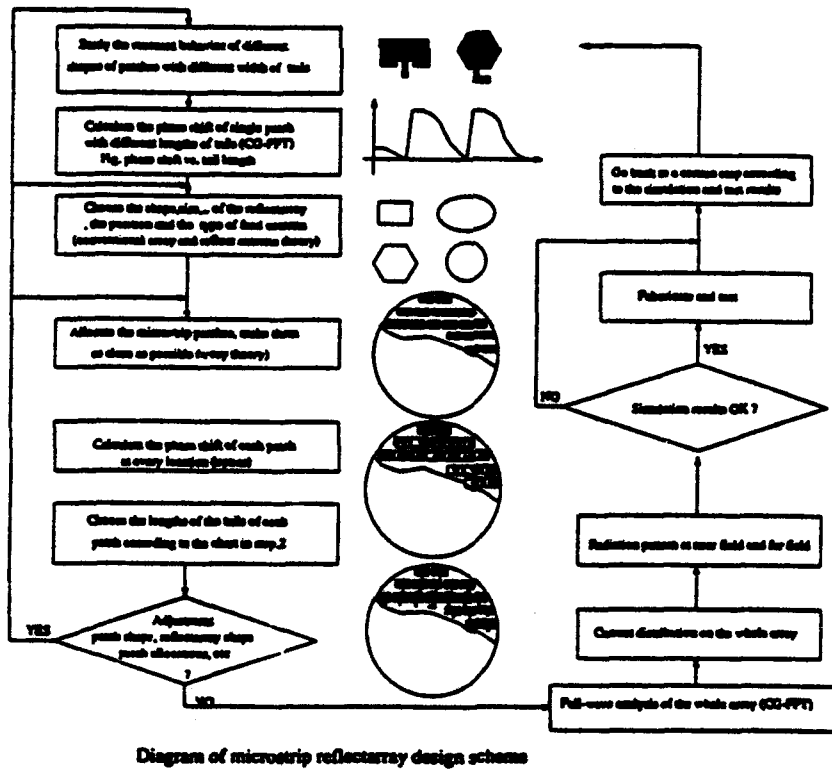 Study the resonant behavior of different
shapes of patches with different width of tails
Calculate the phase shift of single patch
with different lengths of tails (CG-FFT)
Fig. phase shift vs. tail length
Choose the shape, size, .. of the reflectarray
, the position and the type of feed antenna
(conventional array and reflect antenna theory)
Allocate the microstrip patches, make them
as close as possible (array theory)
Calculate the phase shift of each patch
at every location
Choose the lengths of the tails of each
patch according to the chart in step.2
YES
Adjustment
patch shape, reflectarray shape
patch allocations, etc
?
NO
Go back to a certain step according
to the simulation and test results
Fabricate and test
YES
NO
Simulation results OK ?
Radiation pattern at near field and far field
Current distribution on the whole array
Full-wave analysis of the whole array (CG-FFT)
Diagram of microstrip reflectarray design scheme